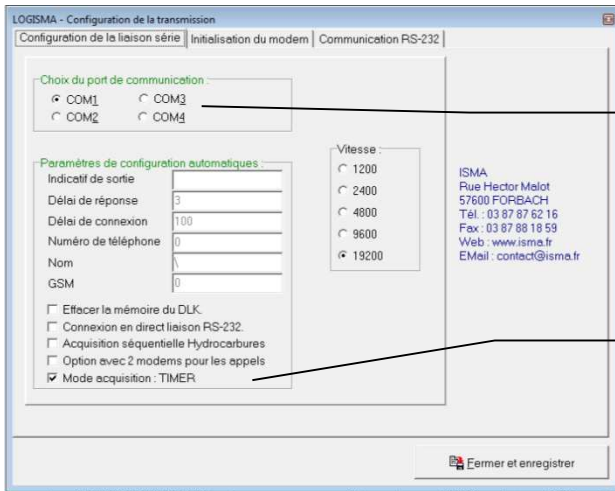 LOGISMA - Configuration de la transmission
Configuration de la liaison série
Initialisation du modem
Communication RS-232
Choix du port de communication :
COM1
COM3
COM2
COM4
Paramètres de configuration automatiques :
Indicatif de sortie
Délai de réponse 3
Délai de connexion 100
Numéro de téléphone 0
Nom \
GSM 0
Effacer la mémoire du DLK.
Connexion en direct liaison RS-232.
Acquisition séquentielle Hydrocarbures
Option avec 2 modems pour les appels
Mode acquisition : TIMER
Vitesse :
1200
2400
4800
9600
19200
ISMA
Rue Hector Malot
57600 FORBACH
Tél. : 03 87 87 62 16
Fax : 03 87 88 18 59
Web : www.isma.fr
EMail : contact@isma.fr
Fermer et enregistrer